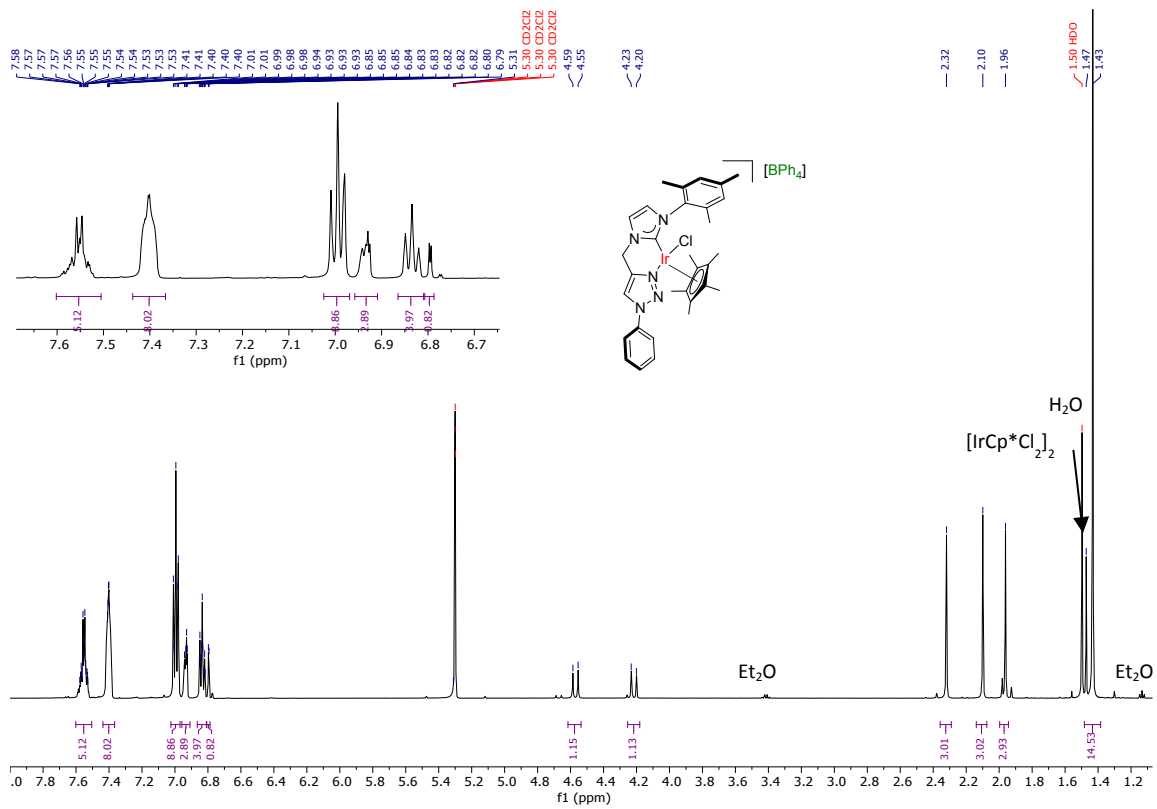 7.58 7.57 7.57 7.57 7.56 7.55 7.55 7.55 7.54 7.54 7.53 7.53 7.53 7.41 7.41 7.40 7.40 7.40 7.01 7.01 6.99 6.98 6.98 6.94 6.93 6.93 6.93 6.85 6.85 6.85 6.84 6.83 6.83 6.82 6.82 6.82 6.80 6.79 5.31 5.30 CD2Cl2 5.30 CD2Cl2 5.30 CD2Cl2 4.59 4.55 4.23 4.20 2.32 2.10 1.96 1.50 HDO 1.47 1.43
[BPh4]
N
N
Cl
Ir
N
N
N
5.12 8.02 8.86 2.89 3.97 0.82
7.6 7.5 7.4 7.3 7.2 7.1 7.0 6.9 6.8 6.7
f1 (ppm)
H2O
[IrCp*Cl2]2
Et2O Et2O
5.12 8.02 8.86 2.89 3.97 0.82 1.15 1.13 3.01 3.02 2.93 14.53
.0 7.8 7.6 7.4 7.2 7.0 6.8 6.6 6.4 6.2 6.0 5.8 5.6 5.4 5.2 5.0 4.8 4.6 4.4 4.2 4.0 3.8 3.6 3.4 3.2 3.0 2.8 2.6 2.4 2.2 2.0 1.8 1.6 1.4 1.2
f1 (ppm)